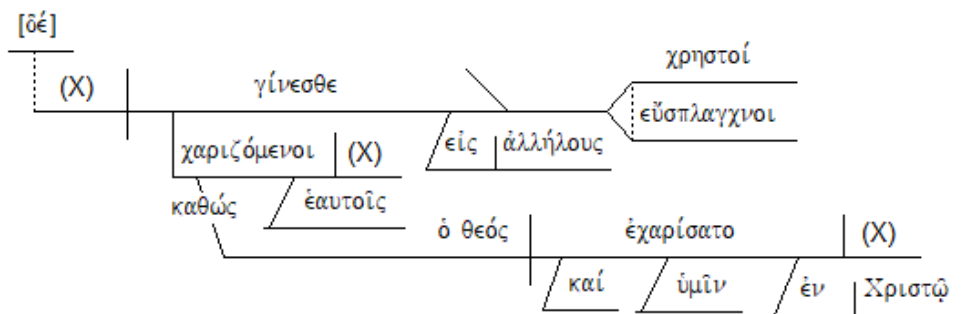 [δέ]
(X) γίνεσθε χρηστοί
εὔσπλαγχνοι
χαριζόμενοι (X) εἰς ἀλλήλους
καθώς ἑαυτοῖς
ὁ θεός ἐχαρίσατο (X)
καί ὑμῖν ἐν Χριστῷ